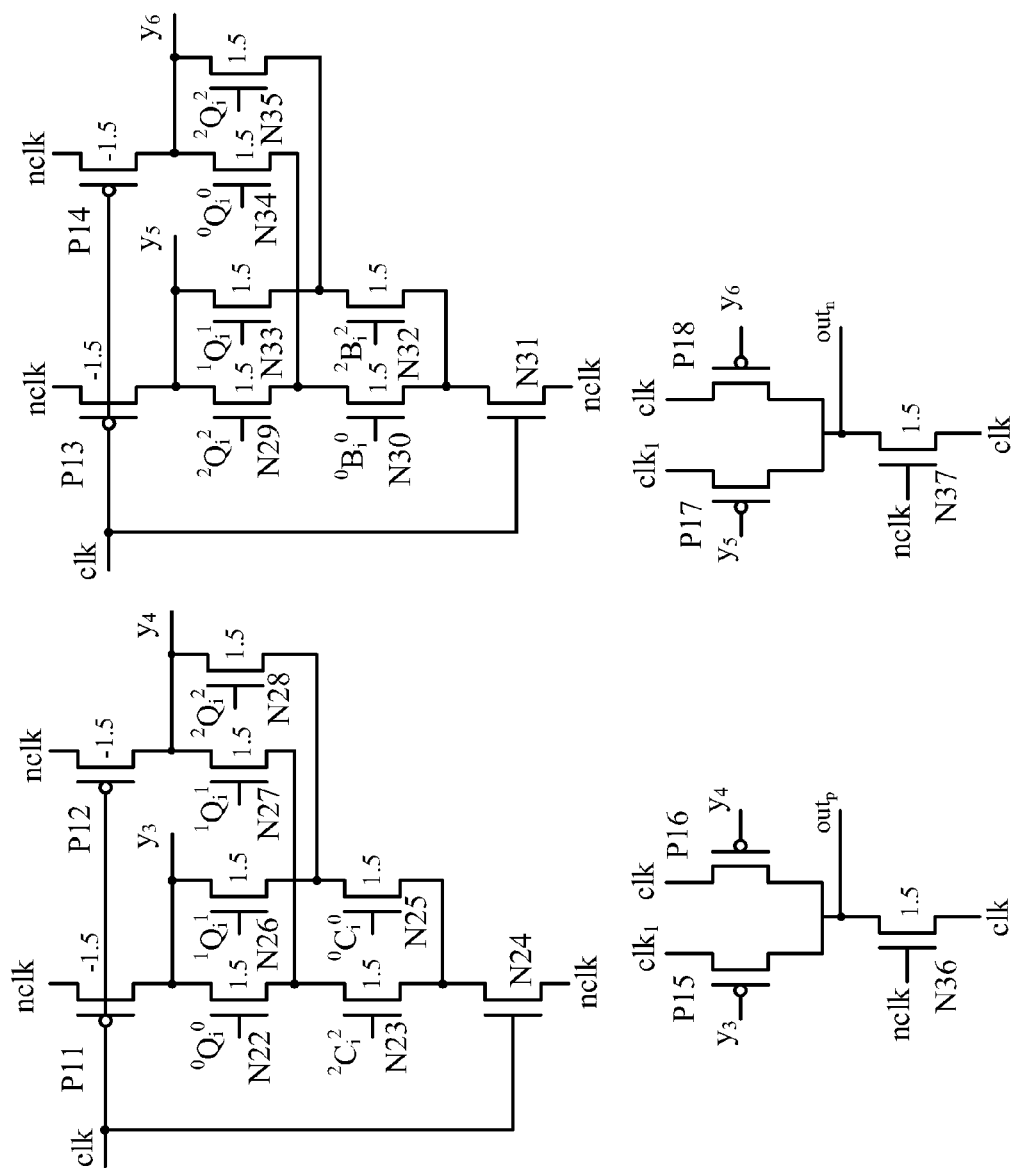 nclk
nclk
nclk
nclk
P11
-1.5
P12
-1.5
P13
-1.5
P14
-1.5
clk
clk
y₃
y₄
y₅
y₆
⁰Qᵢ⁰
1.5
N22
¹Qᵢ¹
1.5
N26
¹Qᵢ¹
1.5
N27
²Qᵢ²
1.5
N28
²Cᵢ²
1.5
N23
⁰Cᵢ⁰
1.5
N25
N24
nclk
²Qᵢ²
1.5
N29
¹Qᵢ¹
1.5
N33
⁰Qᵢ⁰
1.5
N34
²Qᵢ²
1.5
N35
⁰Bᵢ⁰
1.5
N30
²Bᵢ²
1.5
N32
N31
nclk
clk₁
clk
P15
P16
y₃
y₄
outₚ
nclk
1.5
N36
clk
clk₁
clk
P17
P18
y₅
y₆
outₙ
nclk
1.5
N37
clk